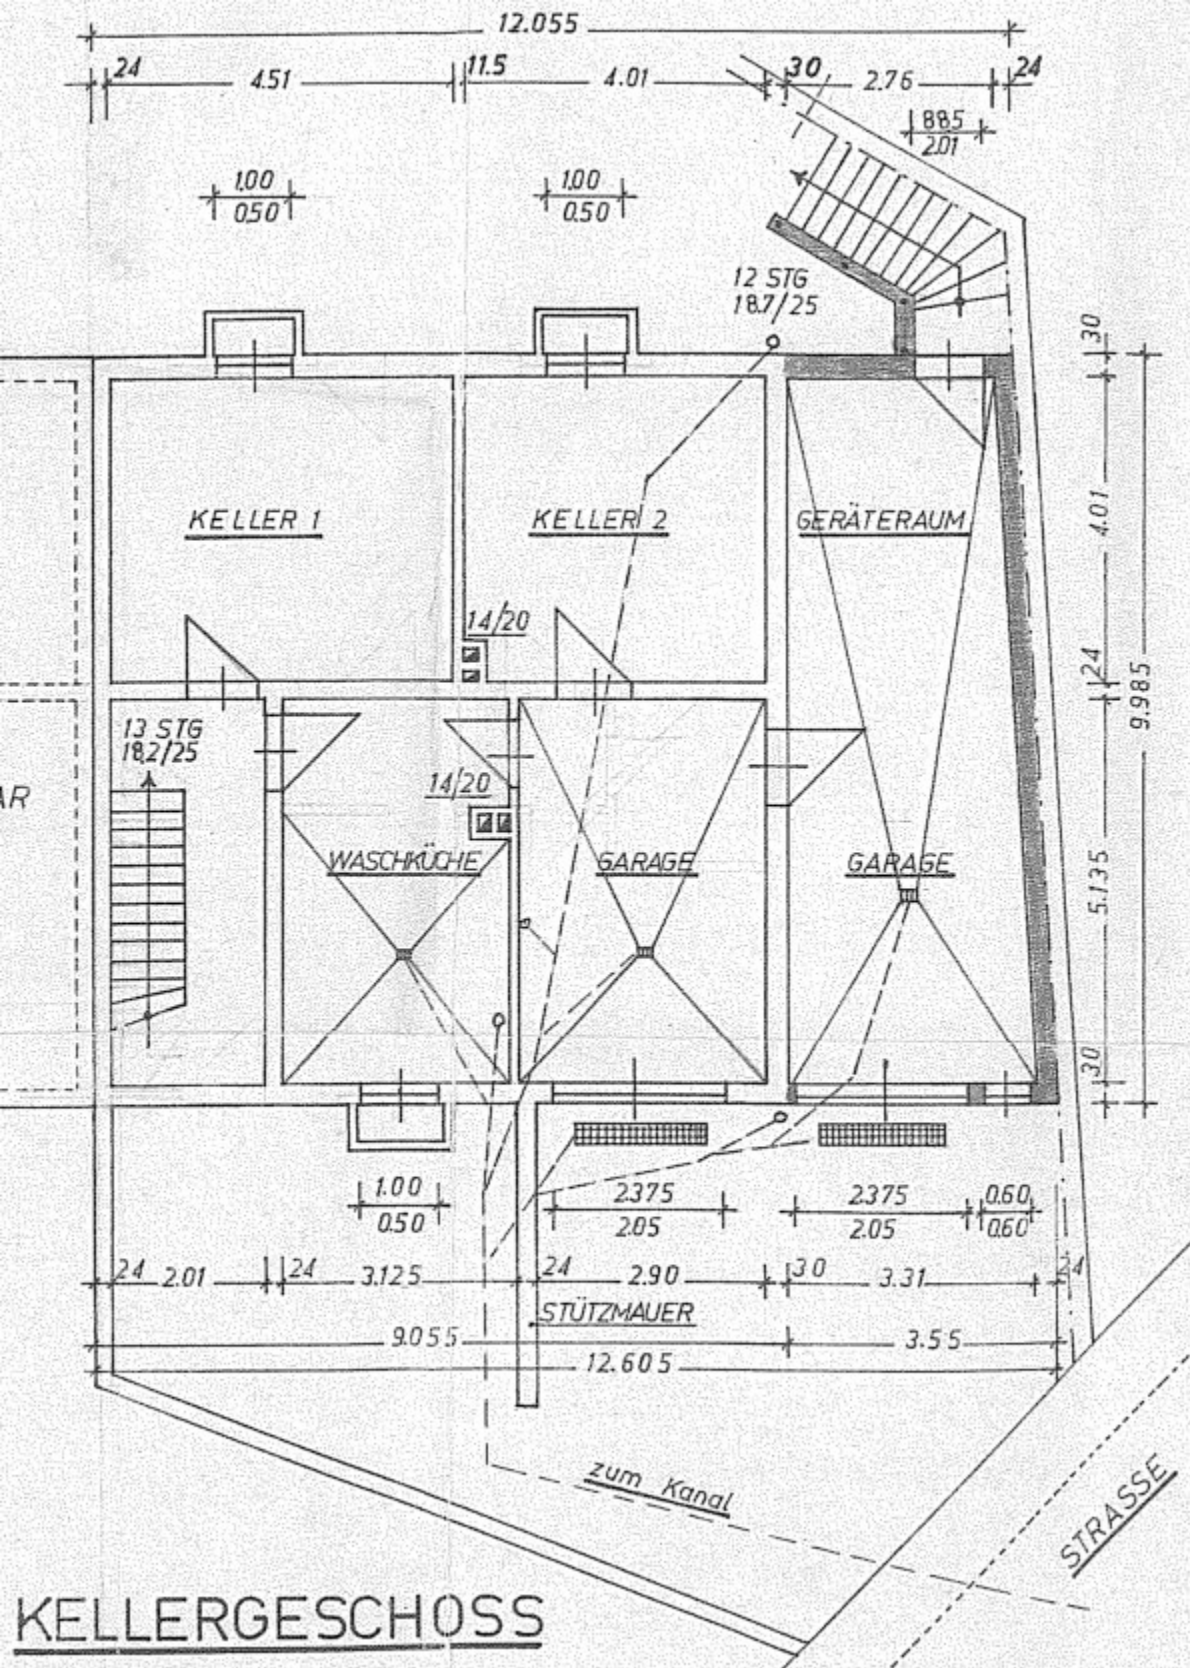 12.055
24 4.51 11.5 4.01 30 2.76 24
885
2.01
1.00
0.50
1.00
0.50
12 STG
18.7/25
30
KELLER 1
KELLER 2
GERÄTERAUM
4.01
14/20
24
9.985
13 STG
18.2/25
14/20
AR
WASCHKÜCHE
GARAGE
GARAGE
5.135
30
1.00
0.50
2.375
2.05
2.375
2.05
0.60
0.60
24 2.01 24 3.125 24 2.90 30 3.31 24
STÜTZMAUER
9.055 3.55
12.605
zum Kanal
STRASSE
KELLERGESCHOSS